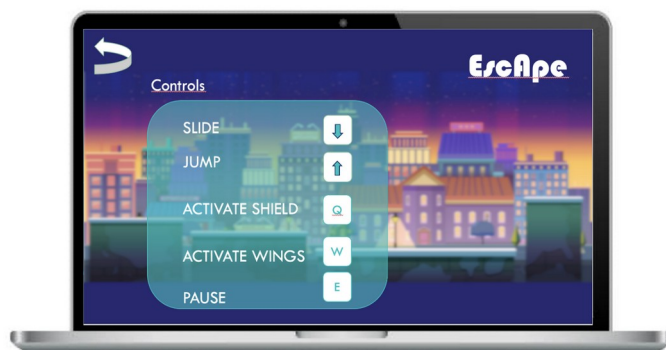 EscApe
Controls
SLIDE
JUMP
ACTIVATE SHIELD Q
ACTIVATE WINGS W
PAUSE E